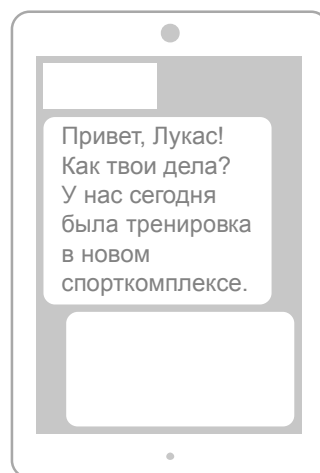 Привет, Лукас!
Как твои дела?
У нас сегодня
была тренировка
в новом
спорткомплексе.